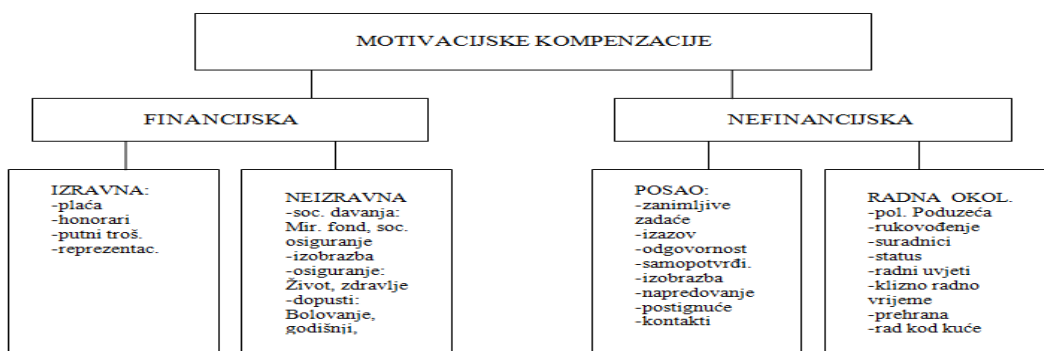 MOTIVACIJSKE KOMPENZACIJE
FINANCIJSKA
NEFINANCIJSKA
IZRAVNA:
-plaća
-honorari
-putni troš.
-reprezentac.
NEIZRAVNA
-soc. davanja:
Mir. fond, soc.
osiguranje
-izobrazba
-osiguranje:
Život, zdravlje
-dopusti:
Bolovanje,
godišnji,
POSAO:
-zanimljive
zadaće
-izazov
-odgovornost
-samopotvrđi.
-izobrazba
-napredovanje
-postignuće
-kontakti
RADNA OKOL.
-pol. Poduzeća
-rukovođenje
-suradnici
-status
-radni uvjeti
-klizno radno
vrijeme
-prehrana
-rad kod kuće